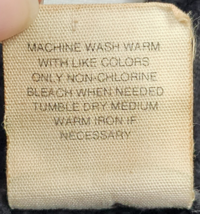 MACHINE WASH WARM
WITH LIKE COLORS
ONLY NON-CHLORINE
BLEACH WHEN NEEDED
TUMBLE DRY MEDIUM
WARM IRON IF
NECESSARY